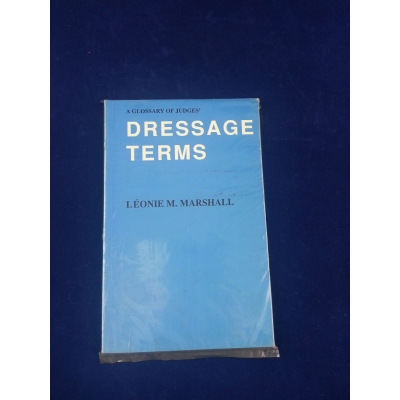 A GLOSSARY OF JUDGES'
DRESSAGE
TERMS
LÉONIE M. MARSHALL